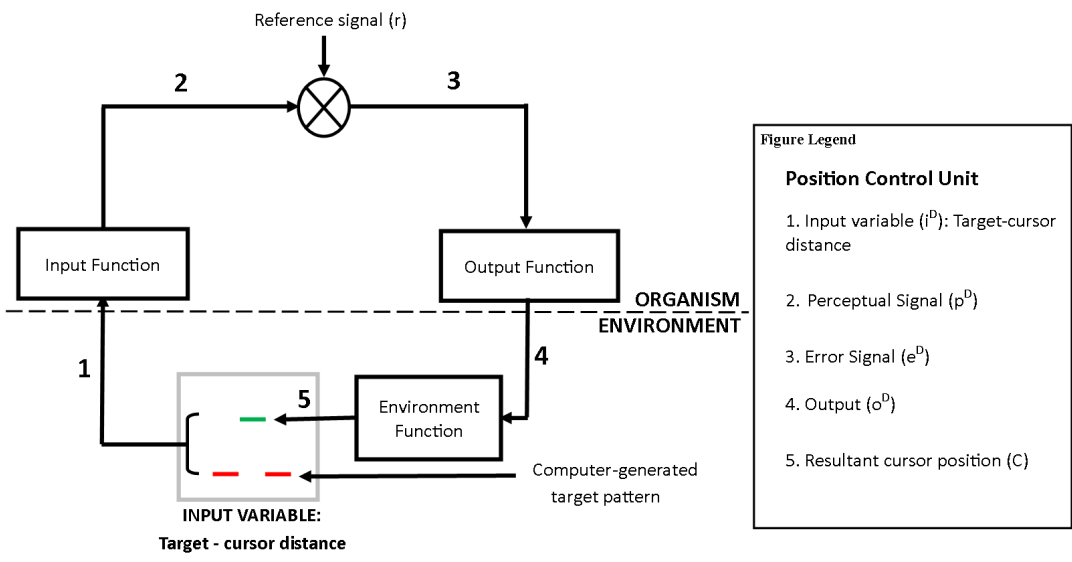 Reference signal (r)
2
3
Input Function
Output Function
ORGANISM
ENVIRONMENT
1
4
5
Environment
Function
Computer-generated
target pattern
INPUT VARIABLE:
Target - cursor distance
Figure Legend
Position Control Unit
1. Input variable (iᴰ): Target-cursor
distance
2. Perceptual Signal (pᴰ)
3. Error Signal (eᴰ)
4. Output (oᴰ)
5. Resultant cursor position (C)